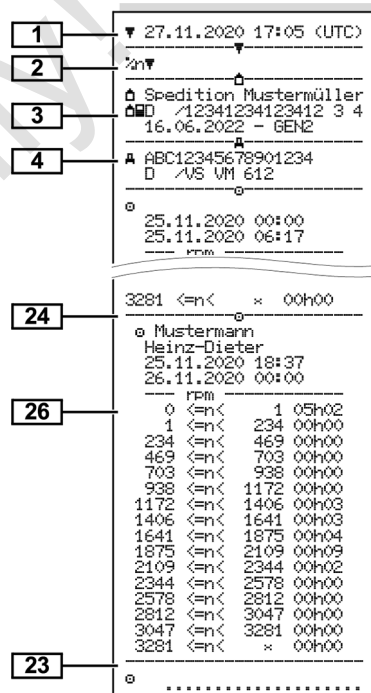 1 ▼ 27.11.2020 17:05 (UTC)
2 %n▼
Spedition Mustermüller
3 D /12341234123412 3 4
16.06.2022 - GEN2
4 ABC12345678901234
D /VS VM 612
25.11.2020 00:00
25.11.2020 06:17
--- rpm ---
3281 <=n< × 00h00
24
Mustermann
Heinz-Dieter
25.11.2020 18:37
26.11.2020 00:00
--- rpm ---
26 0 <=n< 1 05h02
1 <=n< 234 00h00
234 <=n< 469 00h00
469 <=n< 703 00h00
703 <=n< 938 00h00
938 <=n< 1172 00h00
1172 <=n< 1406 00h03
1406 <=n< 1641 00h03
1641 <=n< 1875 00h04
1875 <=n< 2109 00h09
2109 <=n< 2344 00h02
2344 <=n< 2578 00h00
2578 <=n< 2812 00h00
2812 <=n< 3047 00h00
3047 <=n< 3281 00h00
3281 <=n< × 00h00
23
....................